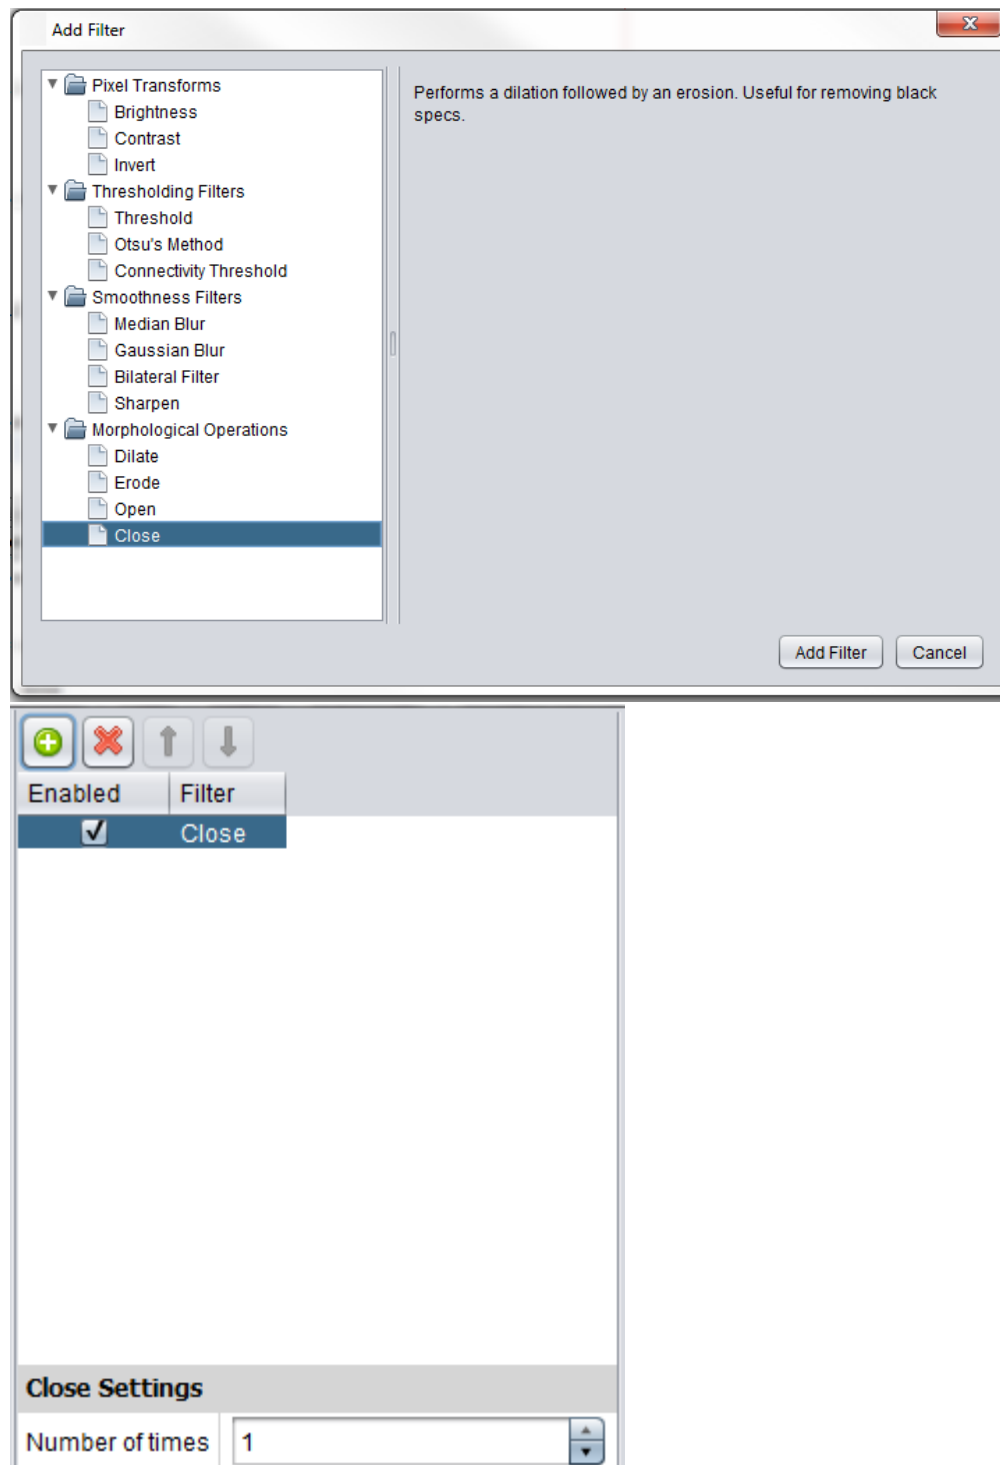 Add Filter
Pixel Transforms
Brightness
Contrast
Invert
Thresholding Filters
Threshold
Otsu's Method
Connectivity Threshold
Smoothness Filters
Median Blur
Gaussian Blur
Bilateral Filter
Sharpen
Morphological Operations
Dilate
Erode
Open
Close
Performs a dilation followed by an erosion. Useful for removing black
specs.
Add Filter Cancel
Enabled Filter
Close
Close Settings
Number of times 1